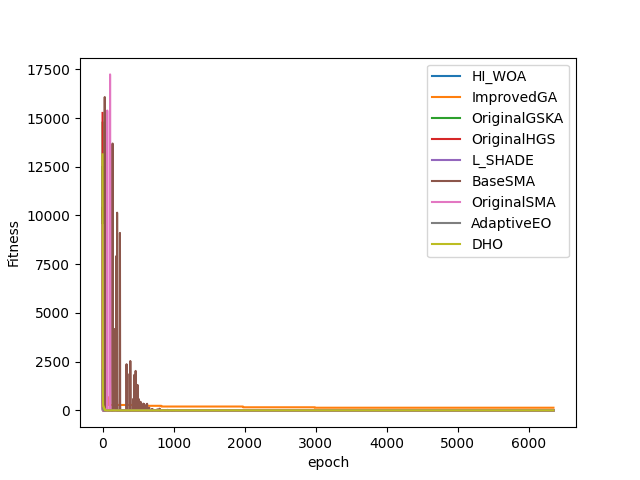 17500
15000
12500
10000
7500
5000
2500
0
Fitness
0
1000
2000
3000
4000
5000
6000
epoch
HI_WOA
ImprovedGA
OriginalGSKA
OriginalHGS
L_SHADE
BaseSMA
OriginalSMA
AdaptiveEO
DHO